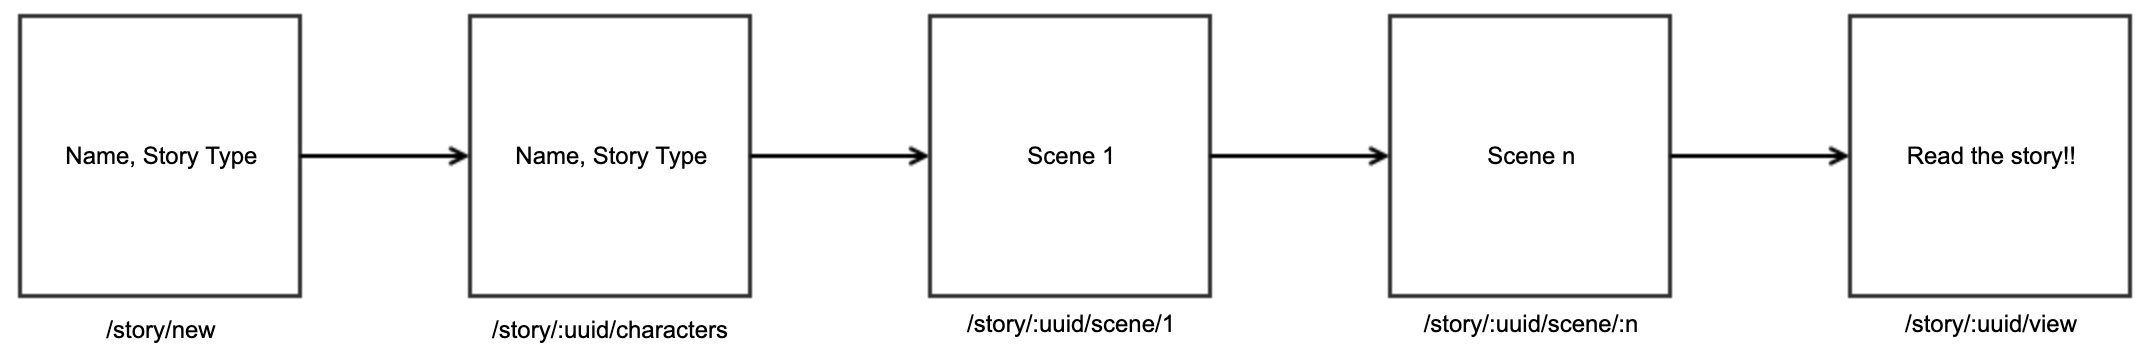 Name, Story Type
Name, Story Type
Scene 1
Scene n
Read the story!!
/story/new
/story/:uuid/characters
/story/:uuid/scene/1
/story/:uuid/scene/:n
/story/:uuid/view